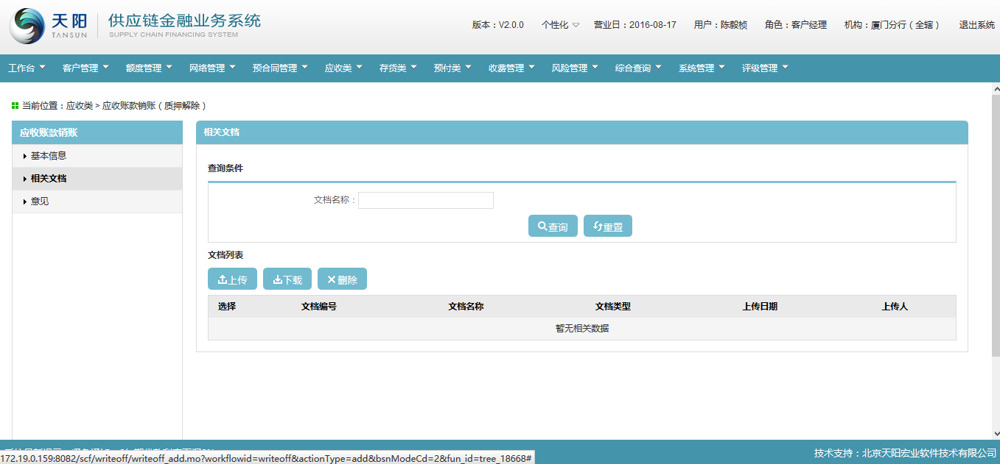 天阳
TANSUN
供应链金融业务系统
SUPPLY CHAIN FINANCING SYSTEM
版本：V2.0.0 个性化 营业日：2016-08-17 用户：陈毅桢 角色：客户经理 机构：厦门分行（全辖） 退出系统
工作台 客户管理 额度管理 网络管理 预合同管理 应收类 存货类 预付类 收费管理 风险管理 综合查询 系统管理 评级管理
当前位置：应收类 > 应收账款销账（质押解除）
应收账款销账
基本信息
相关文档
意见
相关文档
查询条件
文档名称：
查询 重置
文档列表
上传 下载 删除
选择 文档编号 文档名称 文档类型 上传日期 上传人
暂无相关数据
技术支持：北京天阳宏业软件技术有限公司
172.19.0.159:8082/scf/writeoff/writeoff_add.mo?workflowid=writeoff&actionType=add&bsnModeCd=2&fun_id=tree_18668#